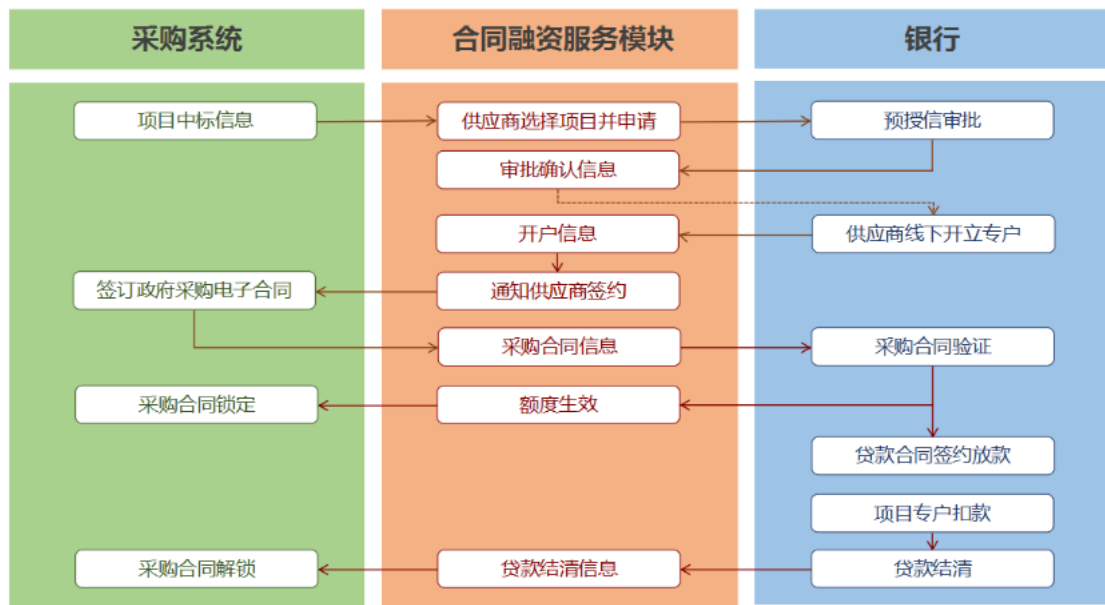 采购系统
合同融资服务模块
银行
项目中标信息
供应商选择项目并申请
预授信审批
审批确认信息
开户信息
供应商线下开立专户
签订政府采购电子合同
通知供应商签约
采购合同信息
采购合同验证
采购合同锁定
额度生效
贷款合同签约放款
项目专户扣款
采购合同解锁
贷款结清信息
贷款结清